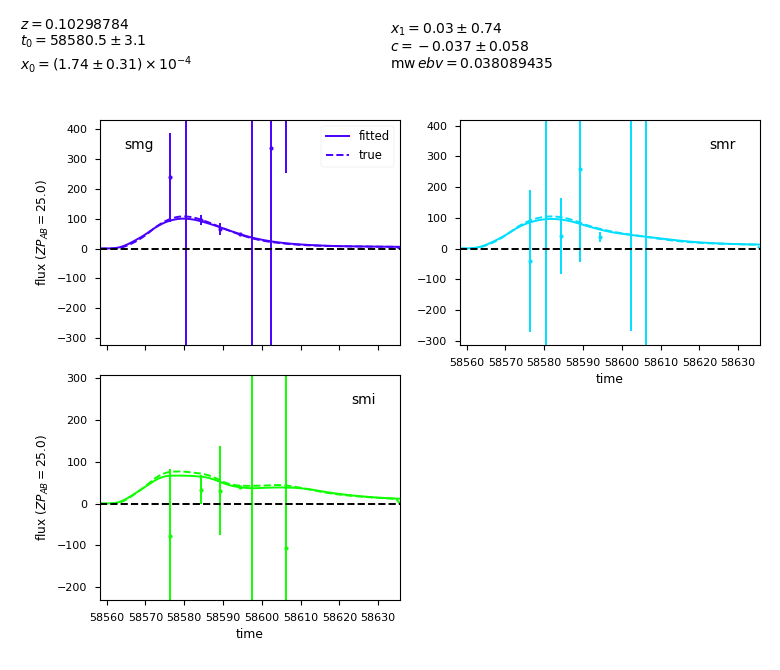 z = 0.10298784
t₀ = 58580.5 ± 3.1
x₀ = (1.74 ± 0.31) × 10⁻⁴
x₁ = 0.03 ± 0.74
c = −0.037 ± 0.058
mw ebv = 0.038089435
smg
fitted
true
400
300
200
100
0
−100
−200
−300
flux (ZP_AB = 25.0)
smr
400
300
200
100
0
−100
−200
−300
58560 58570 58580 58590 58600 58610 58620 58630
time
smi
300
200
100
0
−100
−200
flux (ZP_AB = 25.0)
58560 58570 58580 58590 58600 58610 58620 58630
time